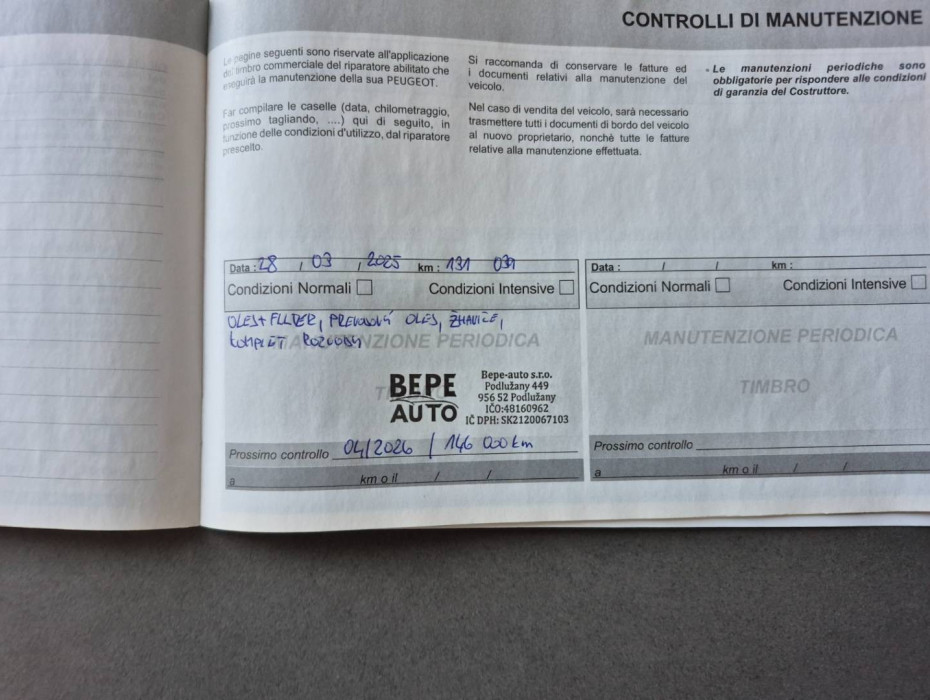 CONTROLLI DI MANUTENZIONE
Le pagine seguenti sono riservate all'applicazione
del timbro commerciale del riparatore abilitato che
eseguirà la manutenzione della sua PEUGEOT.
Far compilare le caselle (data, chilometraggio,
prossimo tagliando, ....) qui di seguito, in
funzione delle condizioni d'utilizzo, dal riparatore
prescelto.
Si raccomanda di conservare le fatture ed
i documenti relativi alla manutenzione del
veicolo.
Nel caso di vendita del veicolo, sarà necessario
trasmettere tutti i documenti di bordo del veicolo
al nuovo proprietario, nonchè tutte le fatture
relative alla manutenzione effettuata.
- Le manutenzioni periodiche sono
obbligatorie per rispondere alle condizioni
di garanzia del Costruttore.
Data : 28 / 03 / 2025 km : 131 031
Condizioni Normali Condizioni Intensive
OLEJ + FILTER, PREVODOVÝ OLEJ, ŽHAVIČE,
KOMPLET ROZVODY
MANUTENZIONE PERIODICA
TIMBRO
BEPE
AUTO
Bepe-auto s.r.o.
Podlužany 449
956 52 Podlužany
IČO:48160962
IČ DPH: SK2120067103
Prossimo controllo 04/2026 / 146 000 km
a km o il / /
Data : / / km :
Condizioni Normali Condizioni Intensive
MANUTENZIONE PERIODICA
TIMBRO
Prossimo controllo
a km o il / /